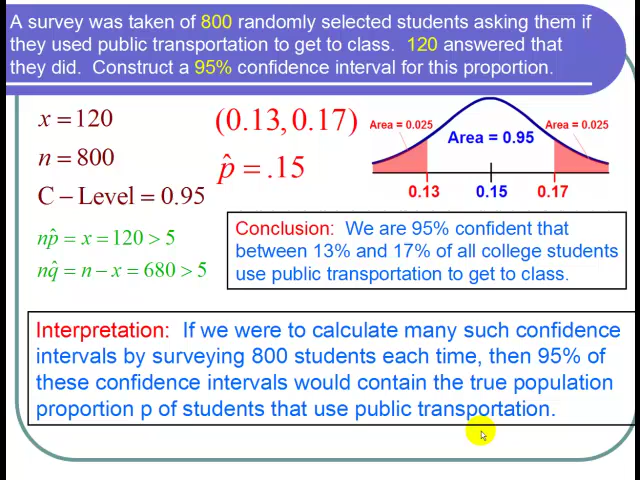 A survey was taken of 800 randomly selected students asking them if
they used public transportation to get to class.  120 answered that
they did.  Construct a 95% confidence interval for this proportion.
x = 120
n = 800
C − Level = 0.95
np̂ = x = 120 > 5
nq̂ = n − x = 680 > 5
(0.13, 0.17)
p̂ = .15
Area = 0.025
Area = 0.95
Area = 0.025
0.13 0.15 0.17
Conclusion:  We are 95% confident that
between 13% and 17% of all college students
use public transportation to get to class.
Interpretation:  If we were to calculate many such confidence
intervals by surveying 800 students each time, then 95% of
these confidence intervals would contain the true population
proportion p of students that use public transportation.